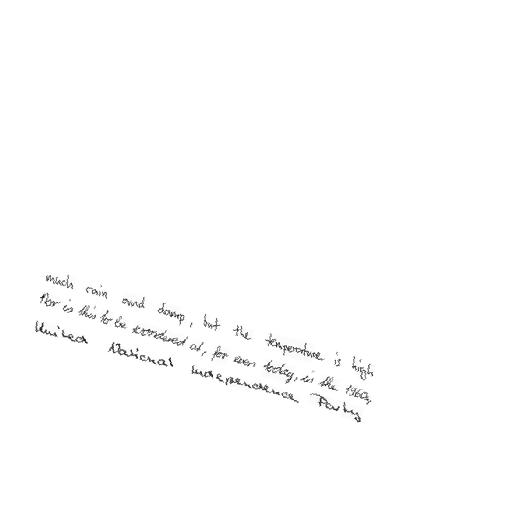 much rain and damp, but the temperature is high
Nor is this to be wondered at, for even today, in the 1960s,
United National Independence Party